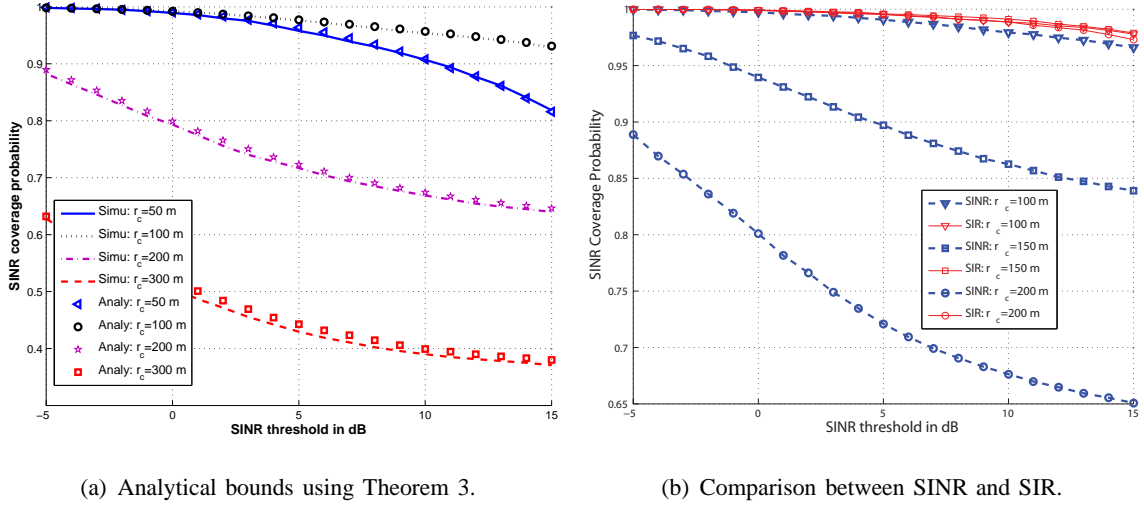 1
0.9
0.8
0.7
0.6
0.5
0.4
SINR coverage probability
Simu: r_c=50 m
Simu: r_c=100 m
Simu: r_c=200 m
Simu: r_c=300 m
Analy: r_c=50 m
Analy: r_c=100 m
Analy: r_c=200 m
Analy: r_c=300 m
−5 0 5 10 15
SINR threshold in dB
(a) Analytical bounds using Theorem 3.
1
0.95
0.9
0.85
0.8
0.75
0.7
0.65
SINR Coverage Probability
SINR: r_c=100 m
SIR: r_c=100 m
SINR: r_c=150 m
SIR: r_c=150 m
SINR: r_c=200 m
SIR: r_c=200 m
−5 0 5 10 15
SINR threshold in dB
(b) Comparison between SINR and SIR.